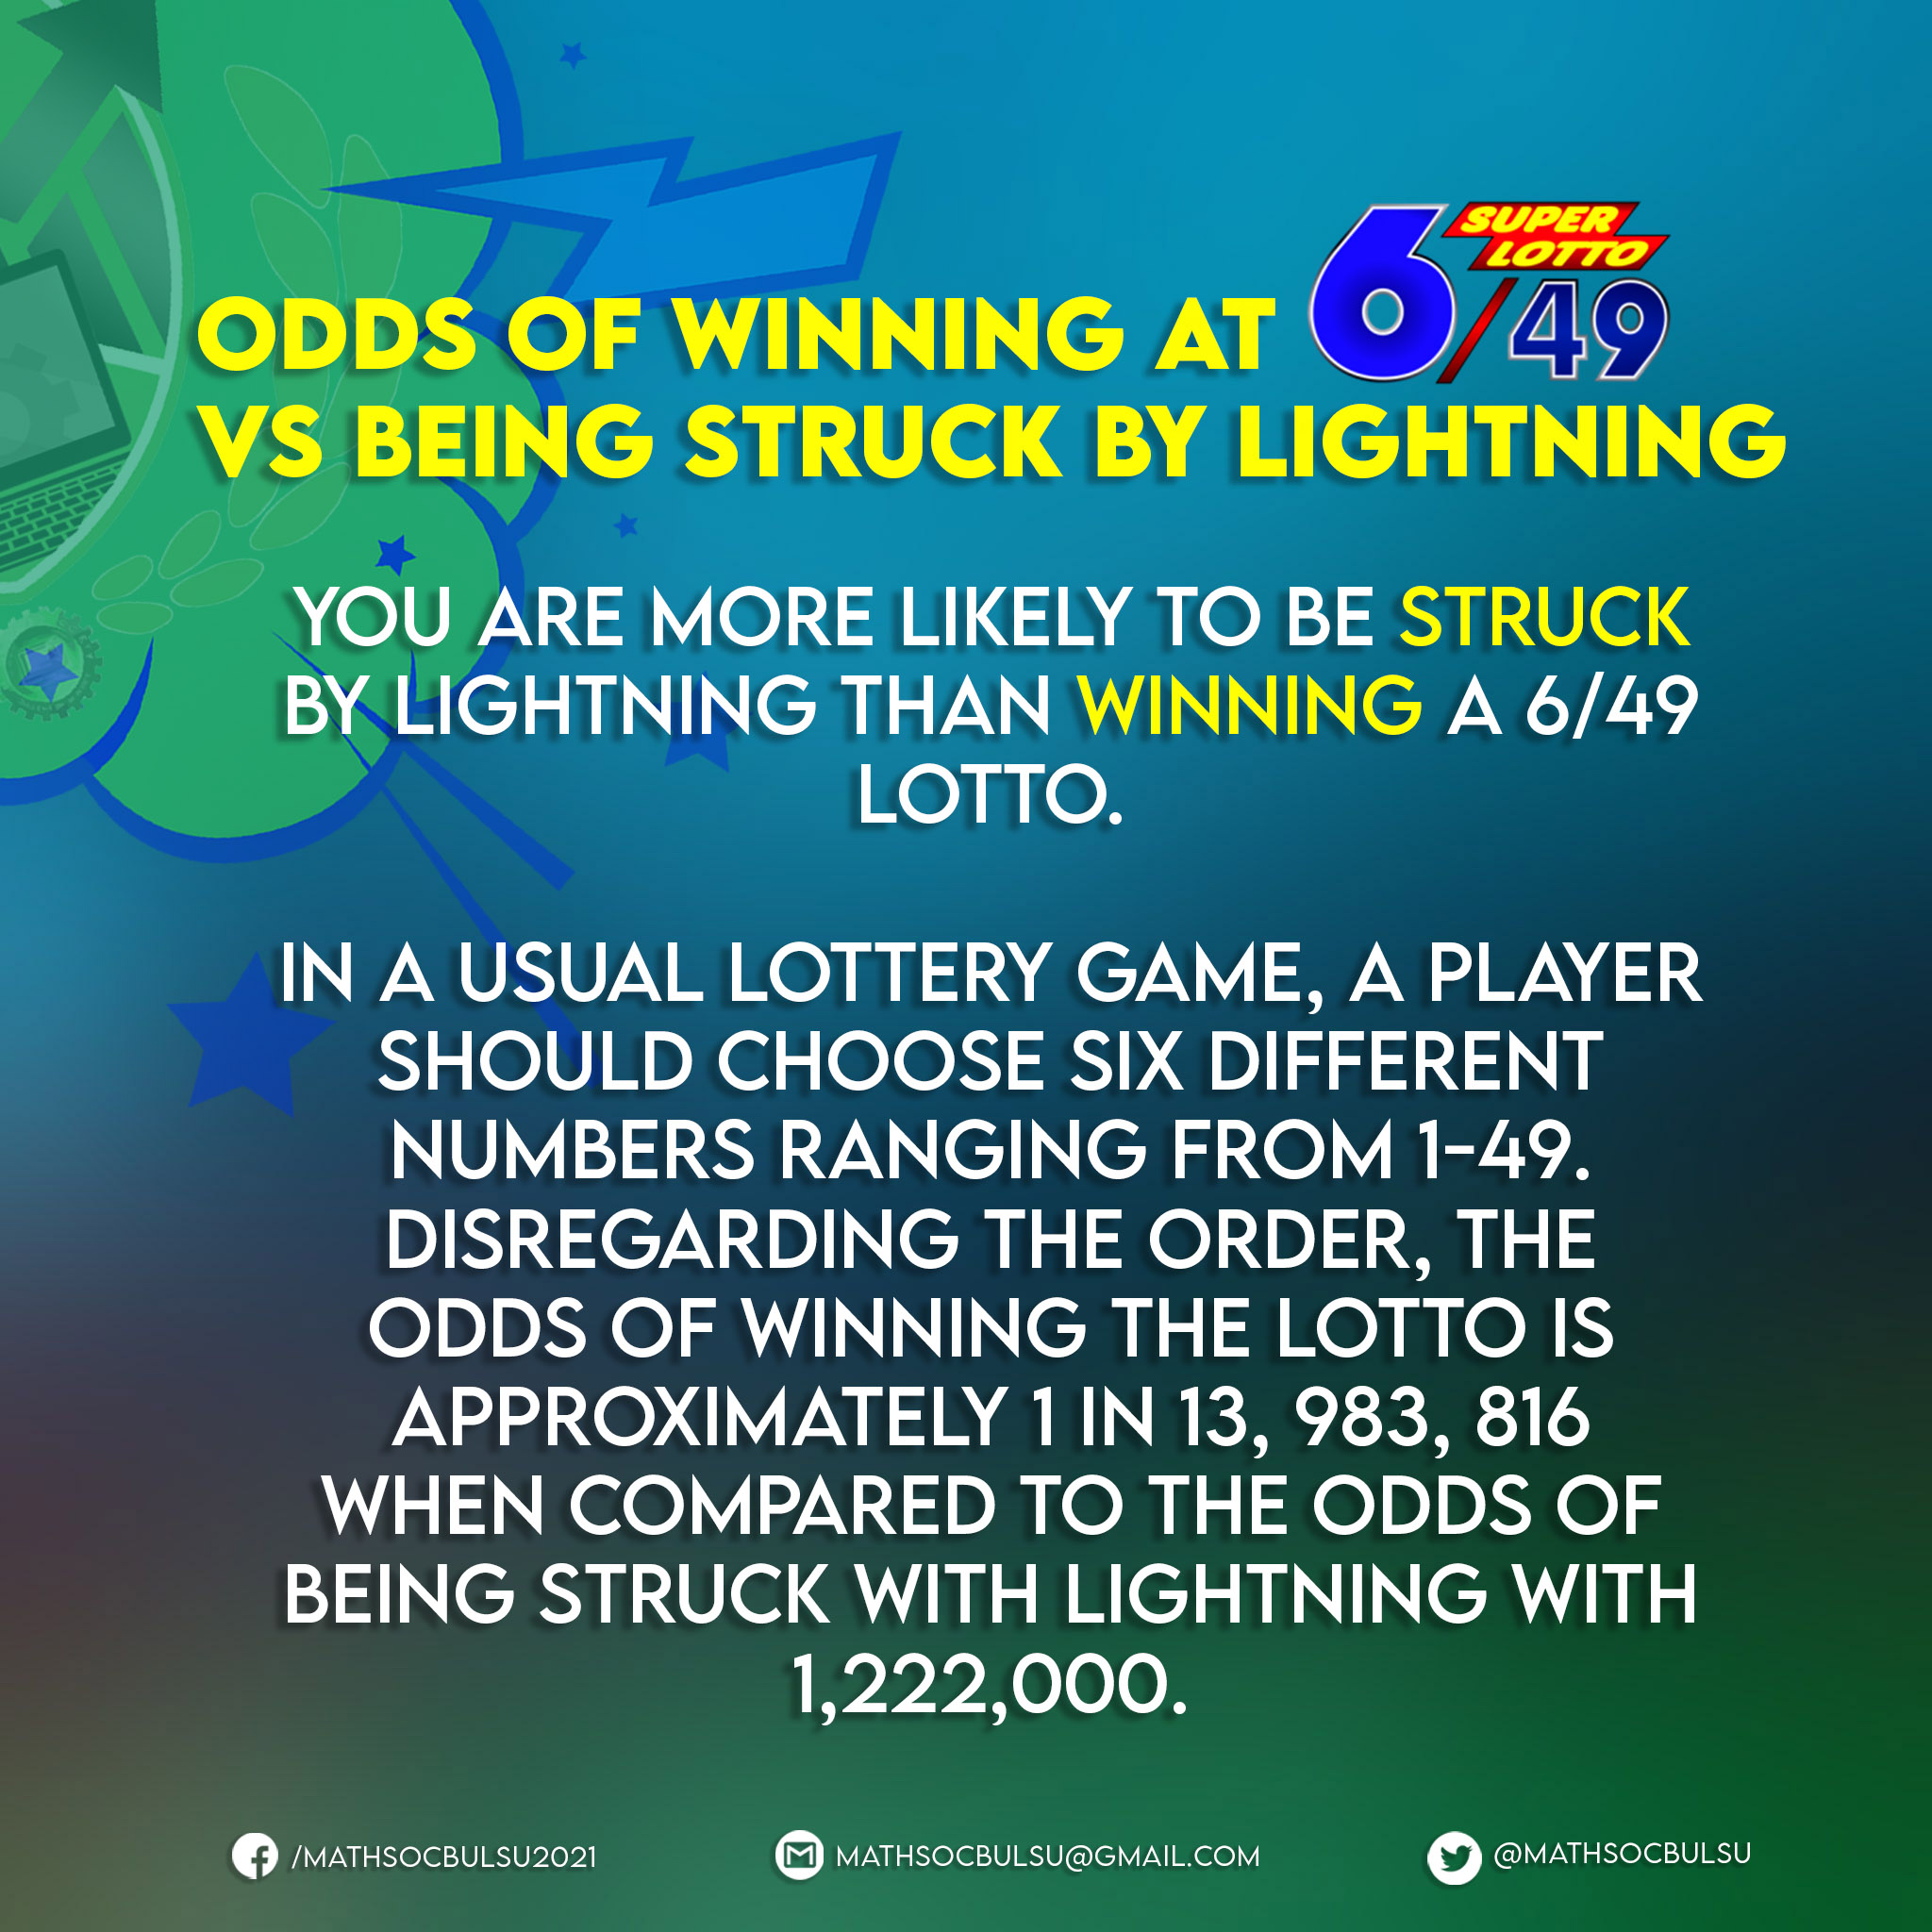 ODDS OF WINNING AT 6/49 SUPER LOTTO
VS BEING STRUCK BY LIGHTNING
YOU ARE MORE LIKELY TO BE STRUCK
BY LIGHTNING THAN WINNING A 6/49
LOTTO.
IN A USUAL LOTTERY GAME, A PLAYER
SHOULD CHOOSE SIX DIFFERENT
NUMBERS RANGING FROM 1-49.
DISREGARDING THE ORDER, THE
ODDS OF WINNING THE LOTTO IS
APPROXIMATELY 1 IN 13, 983, 816
WHEN COMPARED TO THE ODDS OF
BEING STRUCK WITH LIGHTNING WITH
1,222,000.
/MATHSOCBULSU2021
MATHSOCBULSU@GMAIL.COM
@MATHSOCBULSU